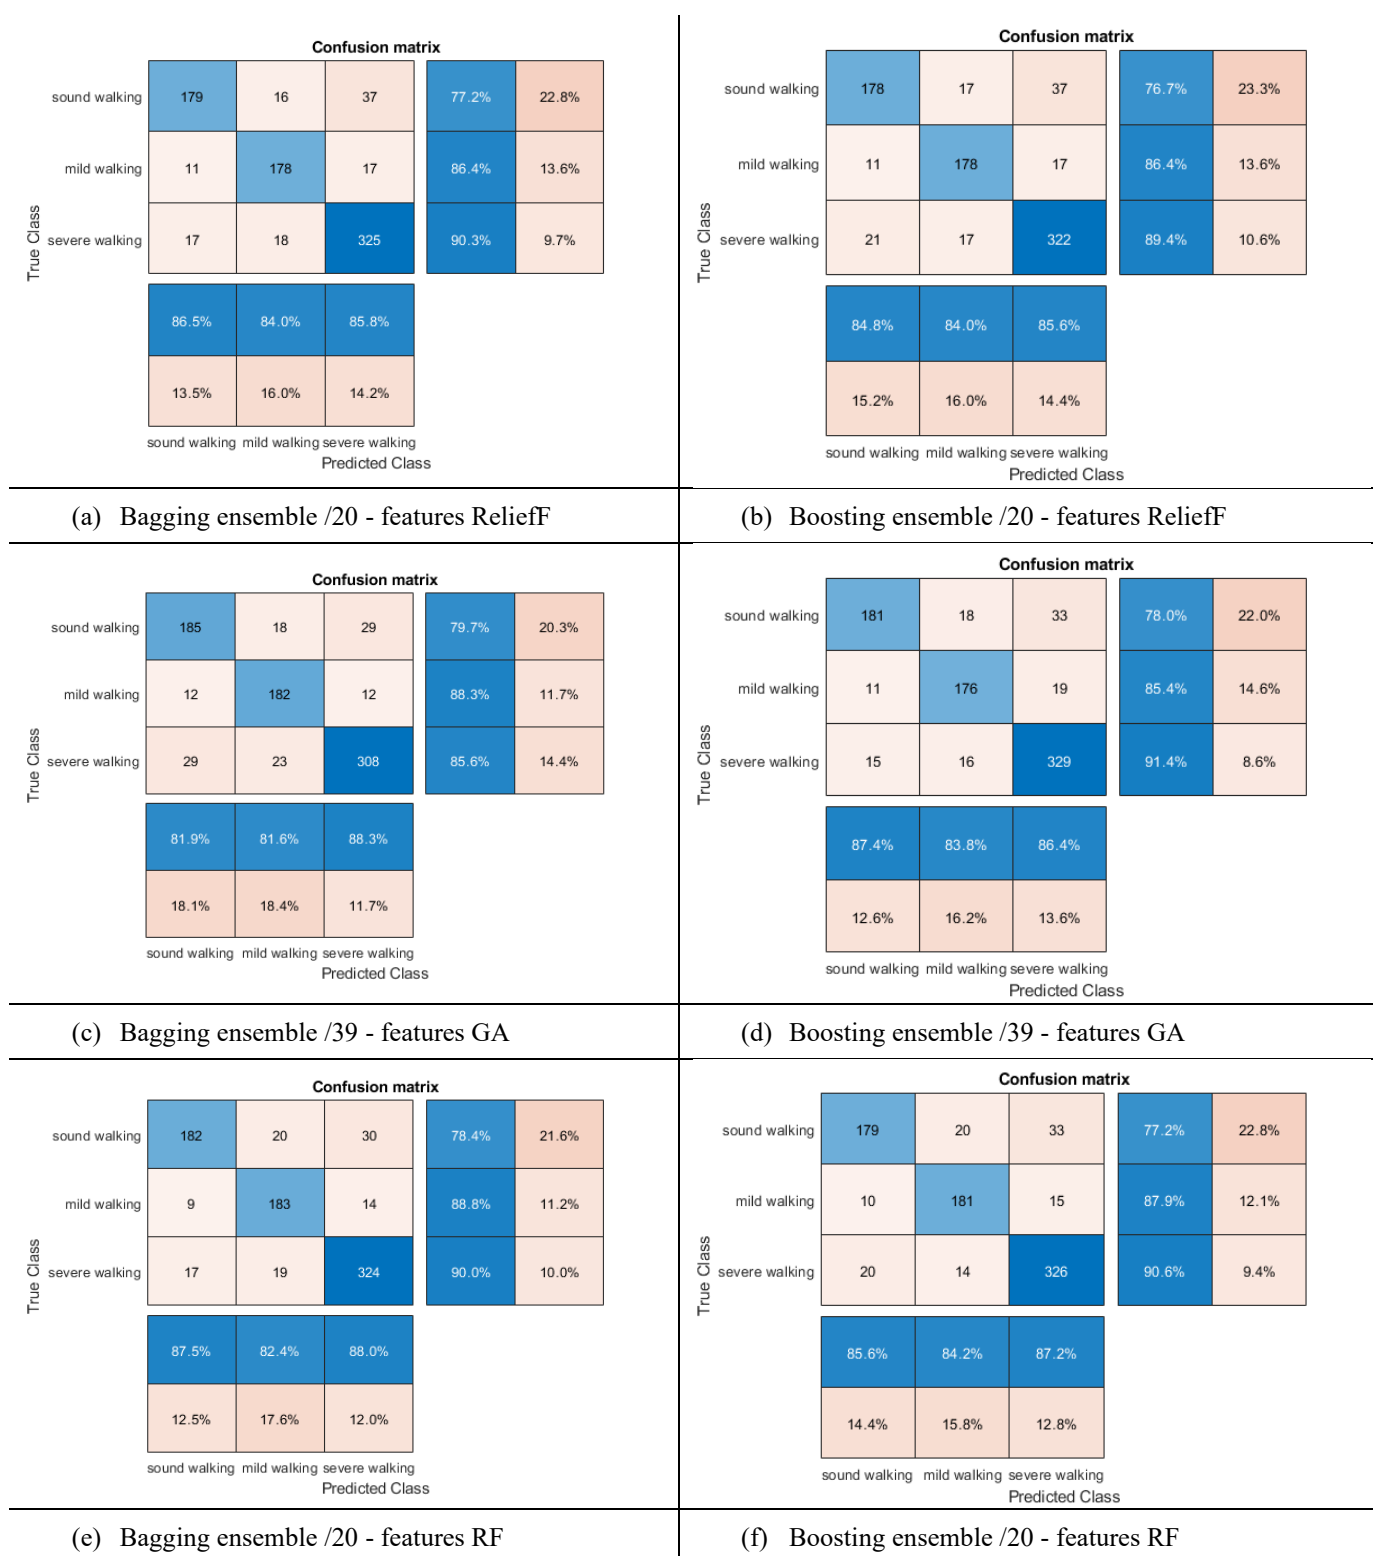 Confusion matrix
sound walking 179 16 37 77.2% 22.8%
mild walking 11 178 17 86.4% 13.6%
severe walking 17 18 325 90.3% 9.7%
True Class
86.5% 84.0% 85.8%
13.5% 16.0% 14.2%
sound walking mild walking severe walking
Predicted Class
(a) Bagging ensemble /20 - features ReliefF
Confusion matrix
sound walking 178 17 37 76.7% 23.3%
mild walking 11 178 17 86.4% 13.6%
severe walking 21 17 322 89.4% 10.6%
True Class
84.8% 84.0% 85.6%
15.2% 16.0% 14.4%
sound walking mild walking severe walking
Predicted Class
(b) Boosting ensemble /20 - features ReliefF
Confusion matrix
sound walking 185 18 29 79.7% 20.3%
mild walking 12 182 12 88.3% 11.7%
severe walking 29 23 308 85.6% 14.4%
True Class
81.9% 81.6% 88.3%
18.1% 18.4% 11.7%
sound walking mild walking severe walking
Predicted Class
(c) Bagging ensemble /39 - features GA
Confusion matrix
sound walking 181 18 33 78.0% 22.0%
mild walking 11 176 19 85.4% 14.6%
severe walking 15 16 329 91.4% 8.6%
True Class
87.4% 83.8% 86.4%
12.6% 16.2% 13.6%
sound walking mild walking severe walking
Predicted Class
(d) Boosting ensemble /39 - features GA
Confusion matrix
sound walking 182 20 30 78.4% 21.6%
mild walking 9 183 14 88.8% 11.2%
severe walking 17 19 324 90.0% 10.0%
True Class
87.5% 82.4% 88.0%
12.5% 17.6% 12.0%
sound walking mild walking severe walking
Predicted Class
(e) Bagging ensemble /20 - features RF
Confusion matrix
sound walking 179 20 33 77.2% 22.8%
mild walking 10 181 15 87.9% 12.1%
severe walking 20 14 326 90.6% 9.4%
True Class
85.6% 84.2% 87.2%
14.4% 15.8% 12.8%
sound walking mild walking severe walking
Predicted Class
(f) Boosting ensemble /20 - features RF